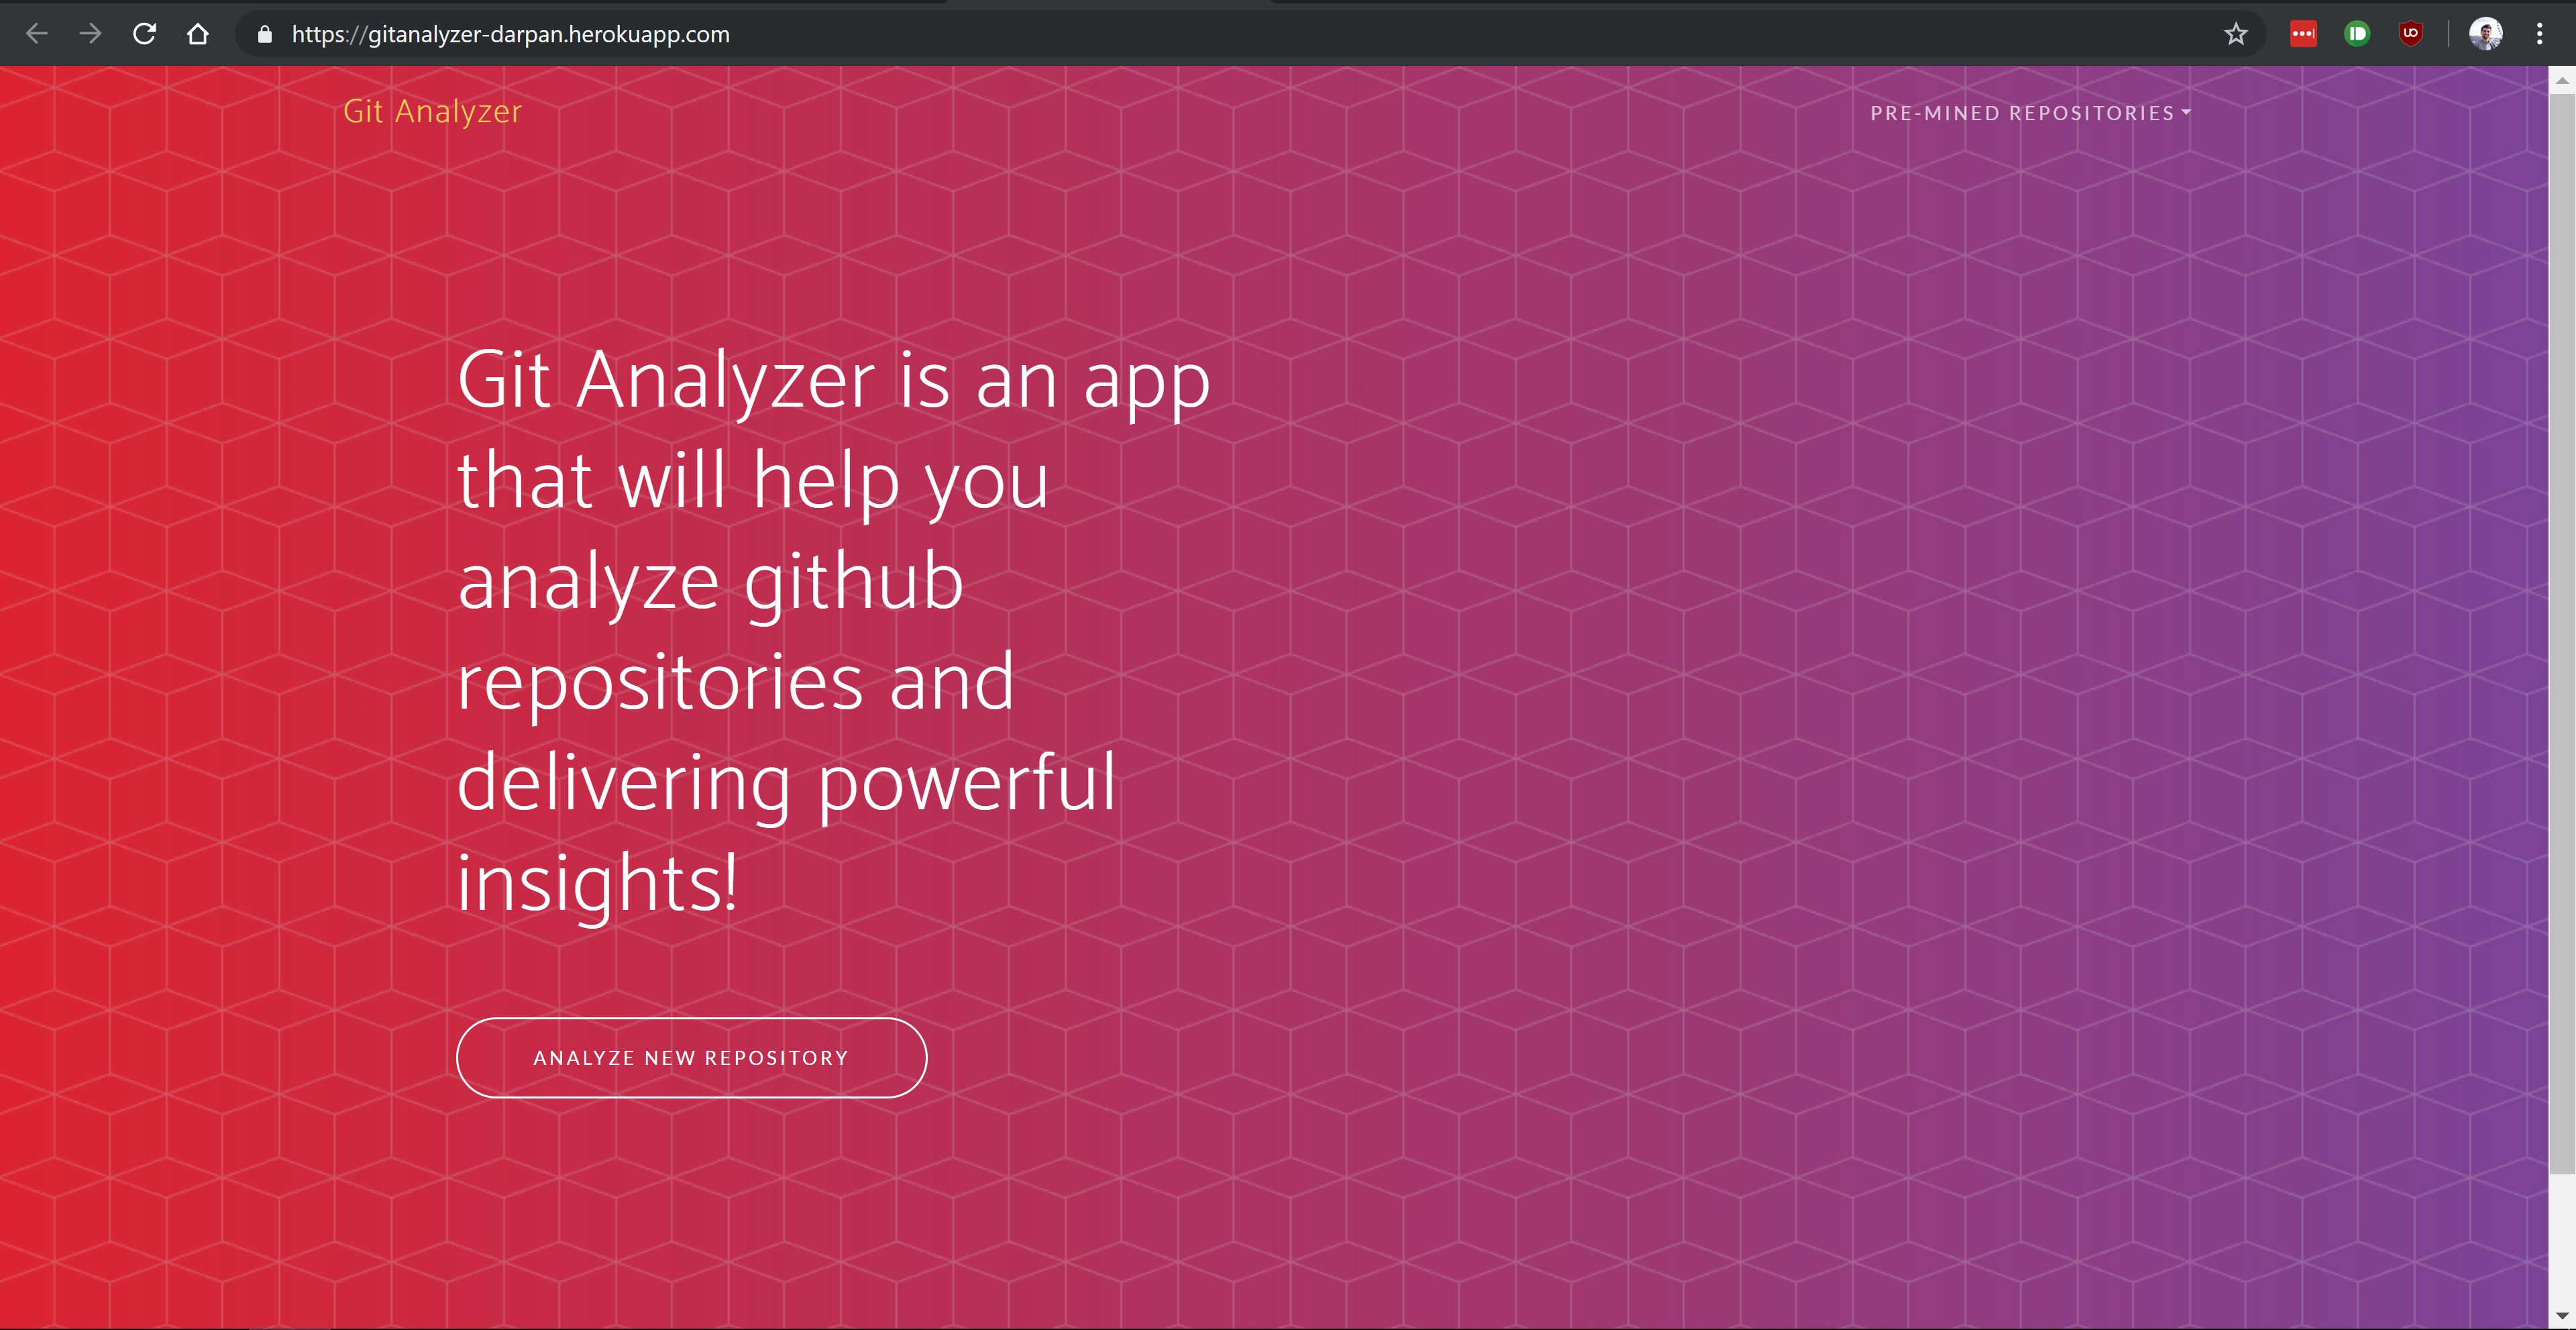 https://gitanalyzer-darpan.herokuapp.com
Git Analyzer
PRE-MINED REPOSITORIES
Git Analyzer is an app
that will help you
analyze github
repositories and
delivering powerful
insights!
ANALYZE NEW REPOSITORY